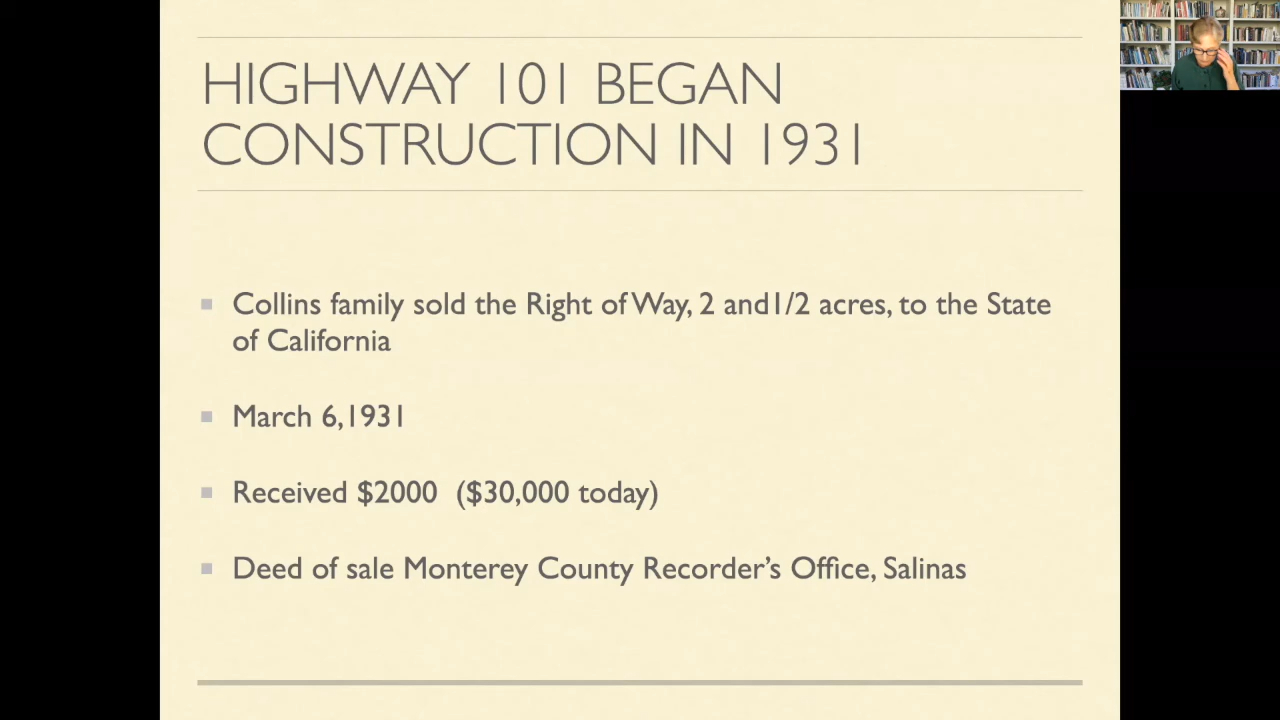 HIGHWAY 101 BEGAN
CONSTRUCTION IN 1931
Collins family sold the Right of Way, 2 and1/2 acres, to the State
of California
March 6,1931
Received $2000 ($30,000 today)
Deed of sale Monterey County Recorder’s Office, Salinas